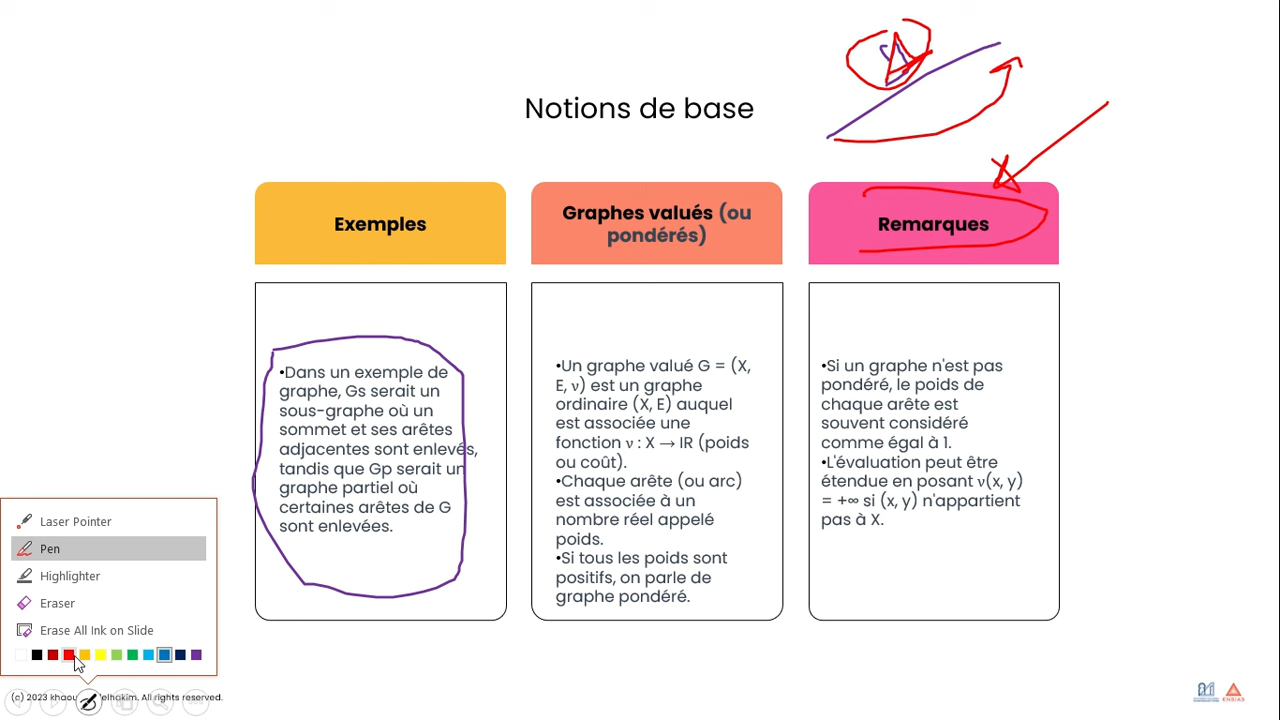 Notions de base
Exemples
Graphes valués (ou
pondérés)
Remarques
•Dans un exemple de
graphe, Gs serait un
sous-graphe où un
sommet et ses arêtes
adjacentes sont enlevés,
tandis que Gp serait un
graphe partiel où
certaines arêtes de G
sont enlevées.
•Un graphe valué G = (X,
E, ν) est un graphe
ordinaire (X, E) auquel
est associée une
fonction ν : X → IR (poids
ou coût).
•Chaque arête (ou arc)
est associée à un
nombre réel appelé
poids.
•Si tous les poids sont
positifs, on parle de
graphe pondéré.
•Si un graphe n'est pas
pondéré, le poids de
chaque arête est
souvent considéré
comme égal à 1.
•L'évaluation peut être
étendue en posant ν(x, y)
= +∞ si (x, y) n'appartient
pas à X.
Laser Pointer
Pen
Highlighter
Eraser
Erase All Ink on Slide
(c) 2023 All rights reserved.
ENSIAS